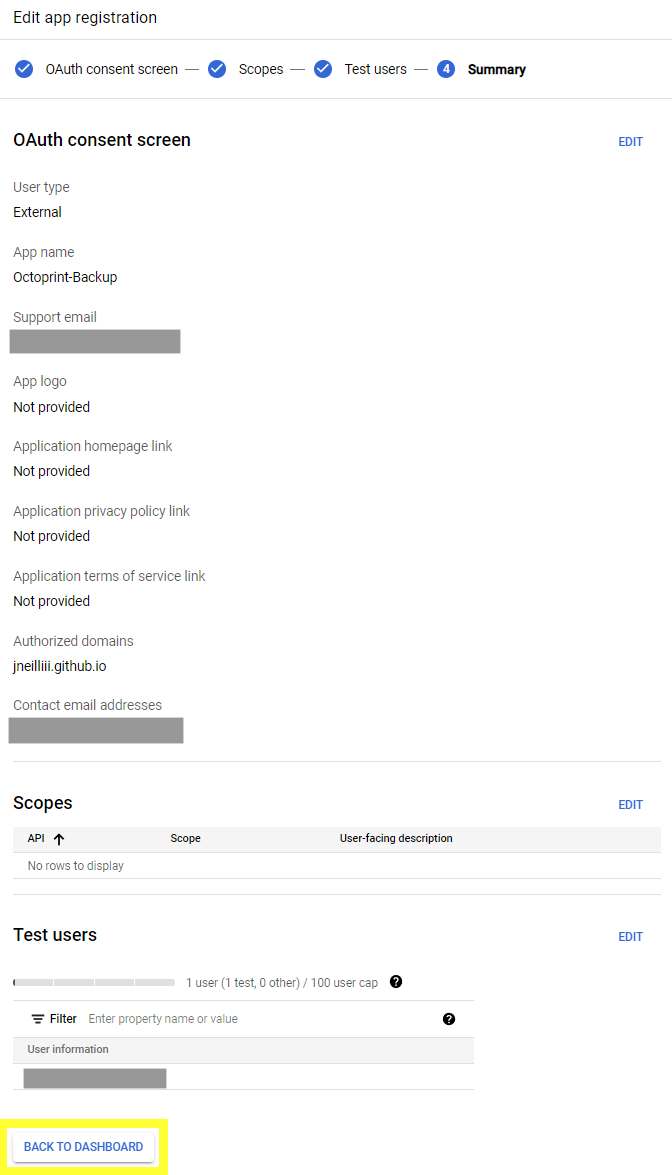 Edit app registration
OAuth consent screen — Scopes — Test users — 4 Summary
OAuth consent screen EDIT
User type
External
App name
Octoprint-Backup
Support email
App logo
Not provided
Application homepage link
Not provided
Application privacy policy link
Not provided
Application terms of service link
Not provided
Authorized domains
jneilliii.github.io
Contact email addresses
Scopes EDIT
API Scope User-facing description
No rows to display
Test users EDIT
1 user (1 test, 0 other) / 100 user cap ?
Filter Enter property name or value ?
User information
BACK TO DASHBOARD